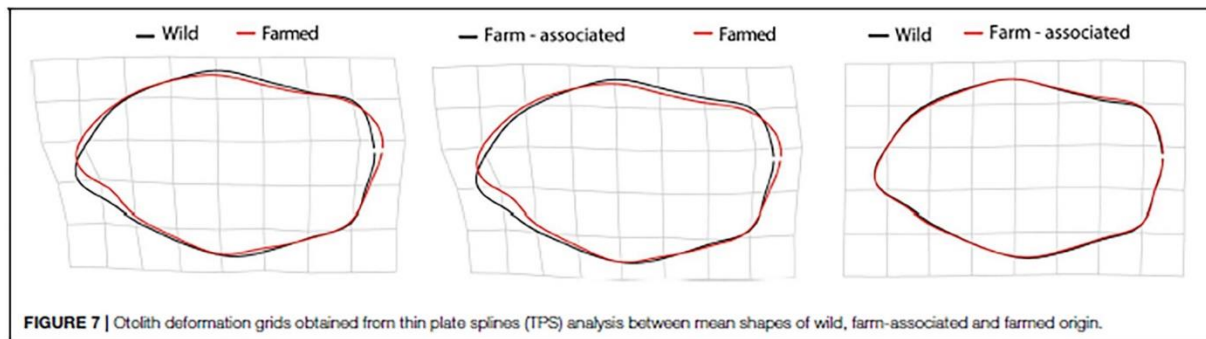 Wild Farmed Farm - associated Farmed Wild Farm - associated
FIGURE 7 | Otolith deformation grids obtained from thin plate splines (TPS) analysis between mean shapes of wild, farm-associated and farmed origin.